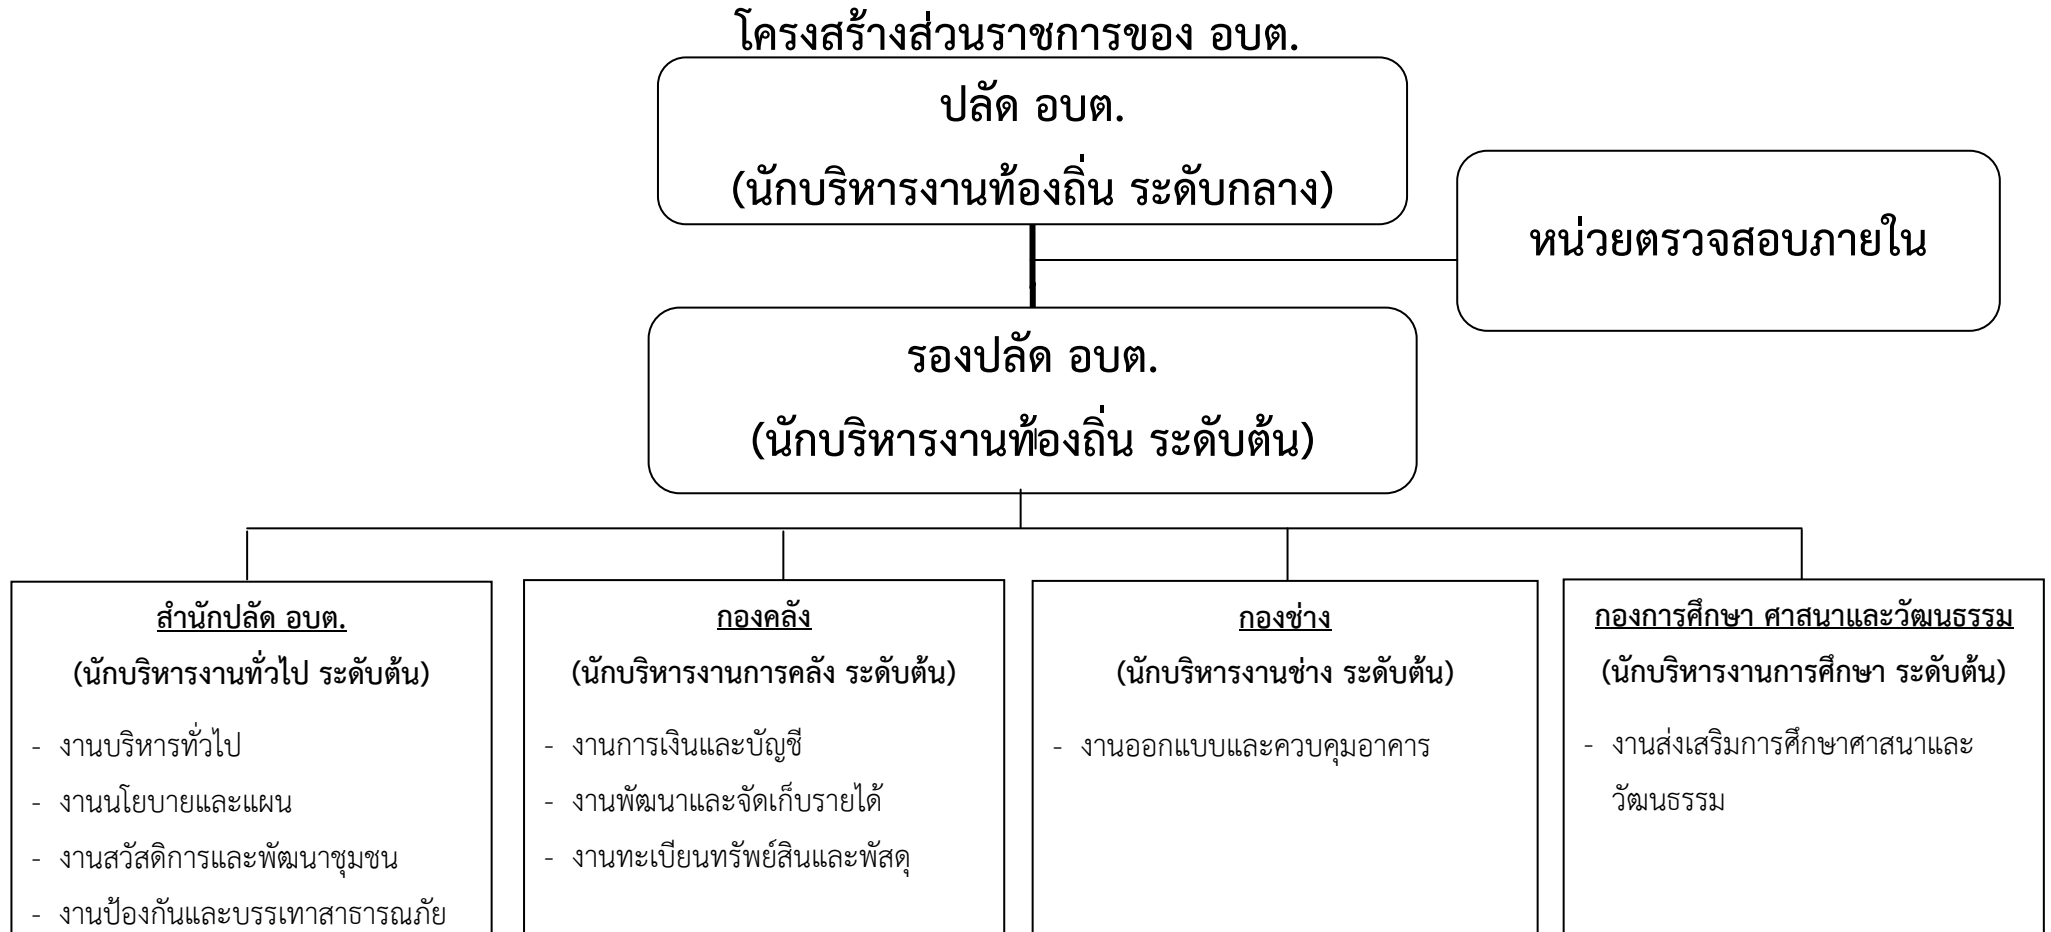 โครงสร้างส่วนราชการของ อบต.
ปลัด อบต.
(นักบริหารงานท้องถิ่น ระดับกลาง)
หน่วยตรวจสอบภายใน
รองปลัด อบต.
(นักบริหารงานท้องถิ่น ระดับต้น)
สำนักปลัด อบต.
(นักบริหารงานทั่วไป ระดับต้น)
- งานบริหารทั่วไป
- งานนโยบายและแผน
- งานสวัสดิการและพัฒนาชุมชน
- งานป้องกันและบรรเทาสาธารณภัย
กองคลัง
(นักบริหารงานการคลัง ระดับต้น)
- งานการเงินและบัญชี
- งานพัฒนาและจัดเก็บรายได้
- งานทะเบียนทรัพย์สินและพัสดุ
กองช่าง
(นักบริหารงานช่าง ระดับต้น)
- งานออกแบบและควบคุมอาคาร
กองการศึกษา ศาสนาและวัฒนธรรม
(นักบริหารงานการศึกษา ระดับต้น)
- งานส่งเสริมการศึกษาศาสนาและ
วัฒนธรรม